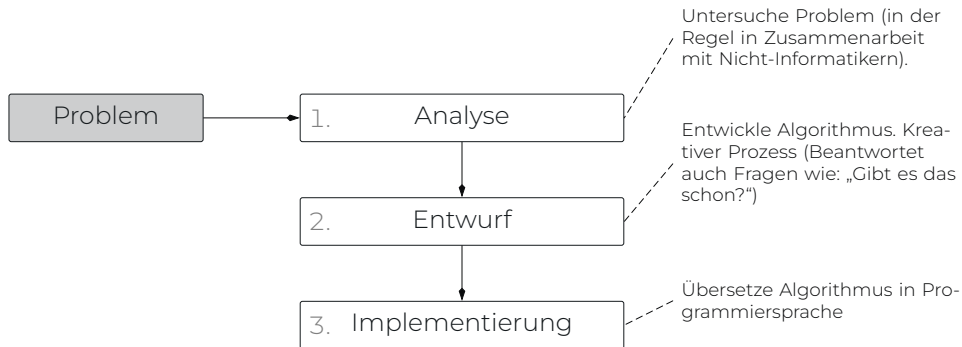 Untersuche Problem (in der
Regel in Zusammenarbeit
mit Nicht-Informatikern).
Problem
1. Analyse
Entwickle Algorithmus. Krea-
tiver Prozess (Beantwortet
auch Fragen wie: „Gibt es das
schon?“)
2. Entwurf
Übersetze Algorithmus in Pro-
grammiersprache
3. Implementierung